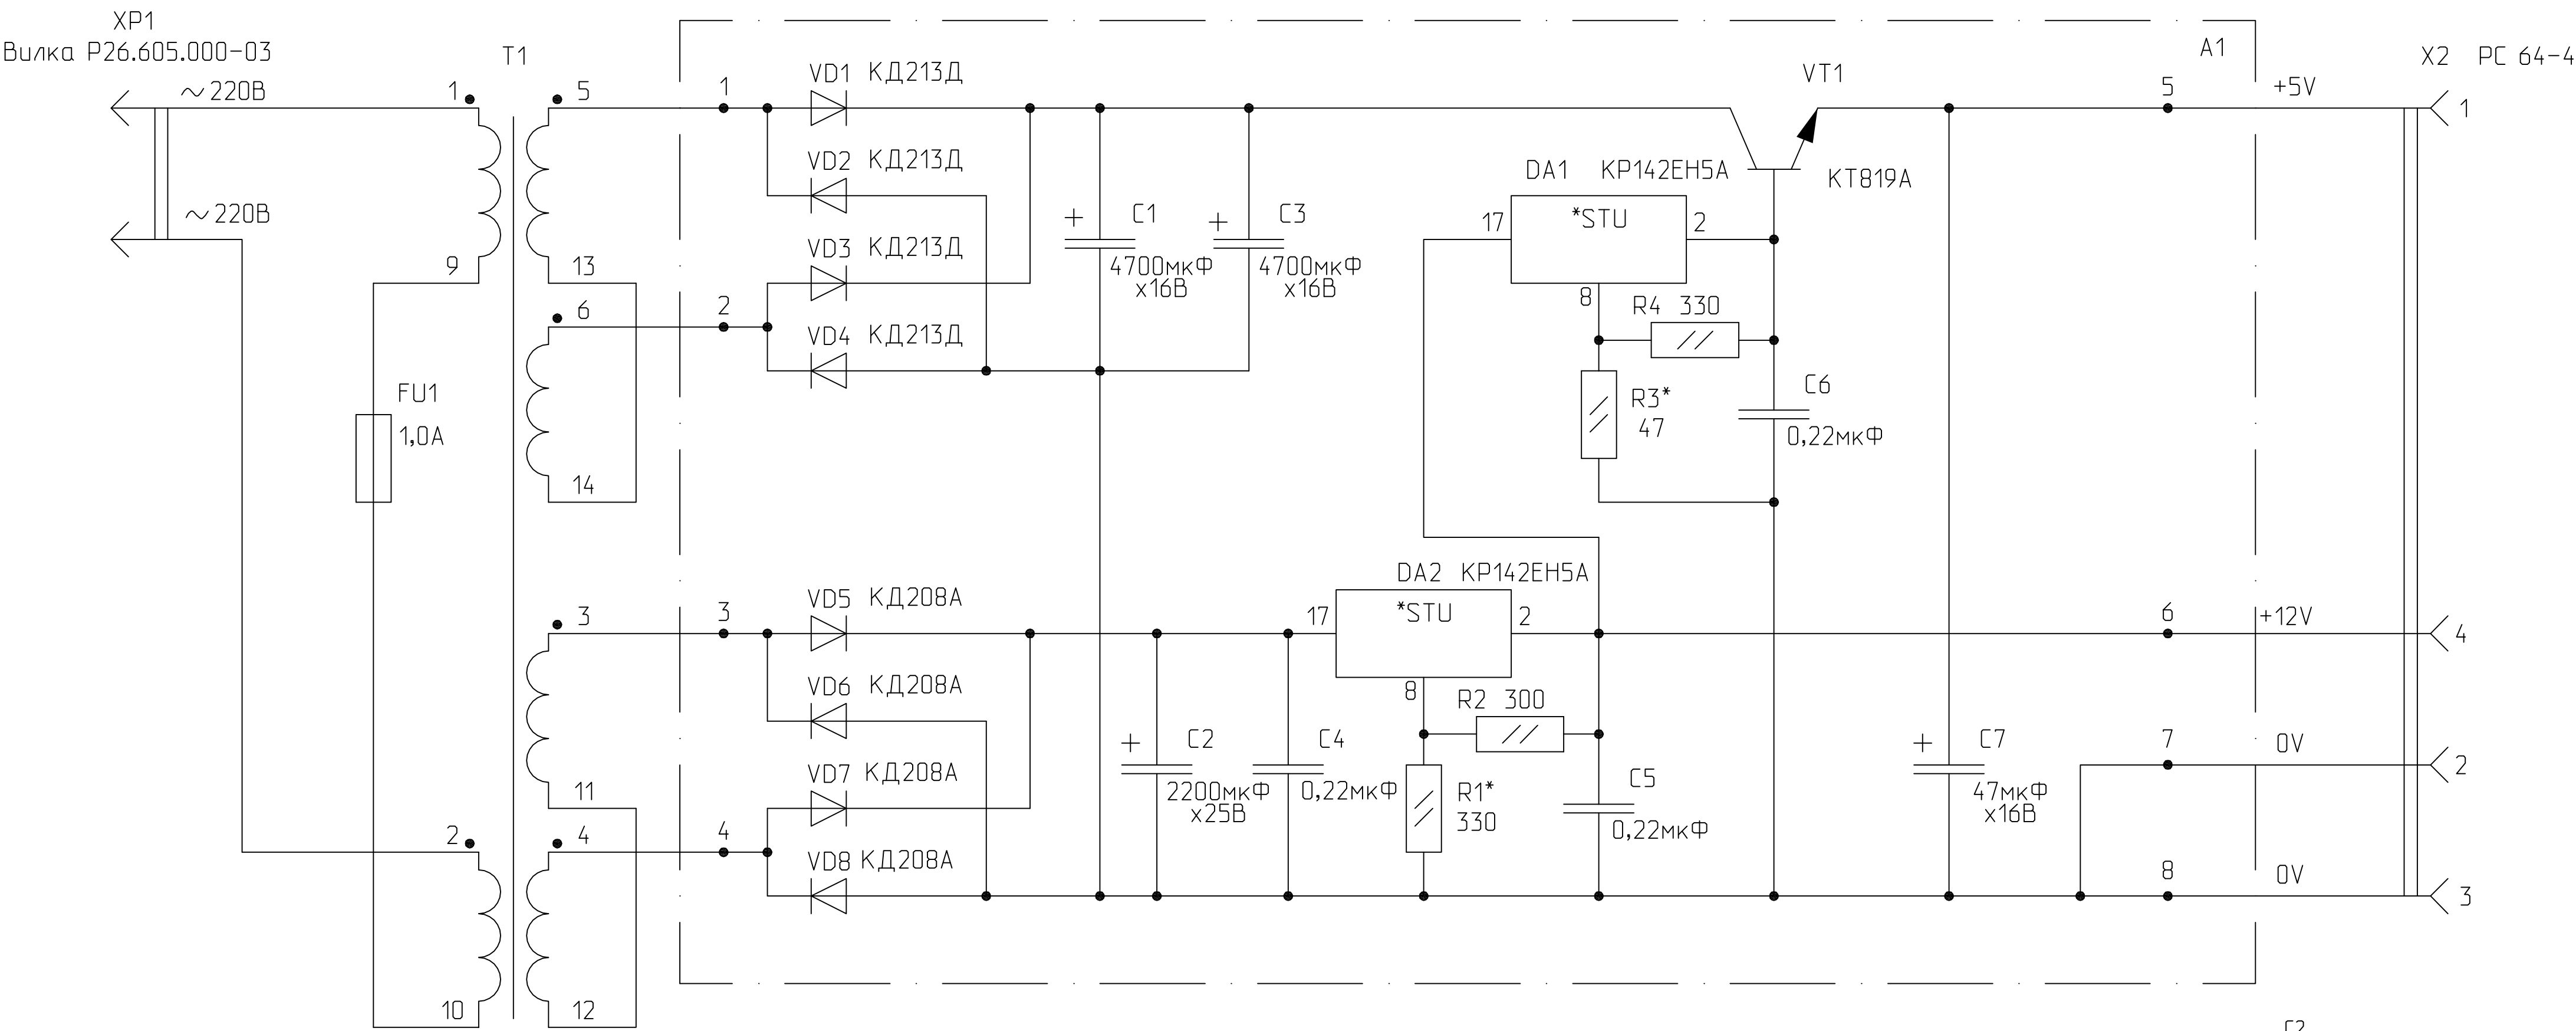 XP1
Вилка Р26.605.000-03
~220В
~220В
T1
1
9
2
10
FU1
1,0А
5
13
6
14
3
11
4
12
1
2
3
4
VD1 КД213Д
VD2 КД213Д
VD3 КД213Д
VD4 КД213Д
VD5 КД208А
VD6 КД208А
VD7 КД208А
VD8 КД208А
+ C1
4700мкФ
х16В
+ C3
4700мкФ
х16В
DA1 КР142ЕН5А
17 *STU 2
8
R4 330
R3*
47
VT1
КТ819А
C6
0,22мкФ
DA2 КР142ЕН5А
17 *STU 2
8
R2 300
R1*
330
+ C2
2200мкФ
х25В
C4
0,22мкФ
C5
0,22мкФ
+ C7
47мкФ
х16В
A1
5 +5V
6 +12V
7 0V
8 0V
X2 РС 64-4
1
4
2
3